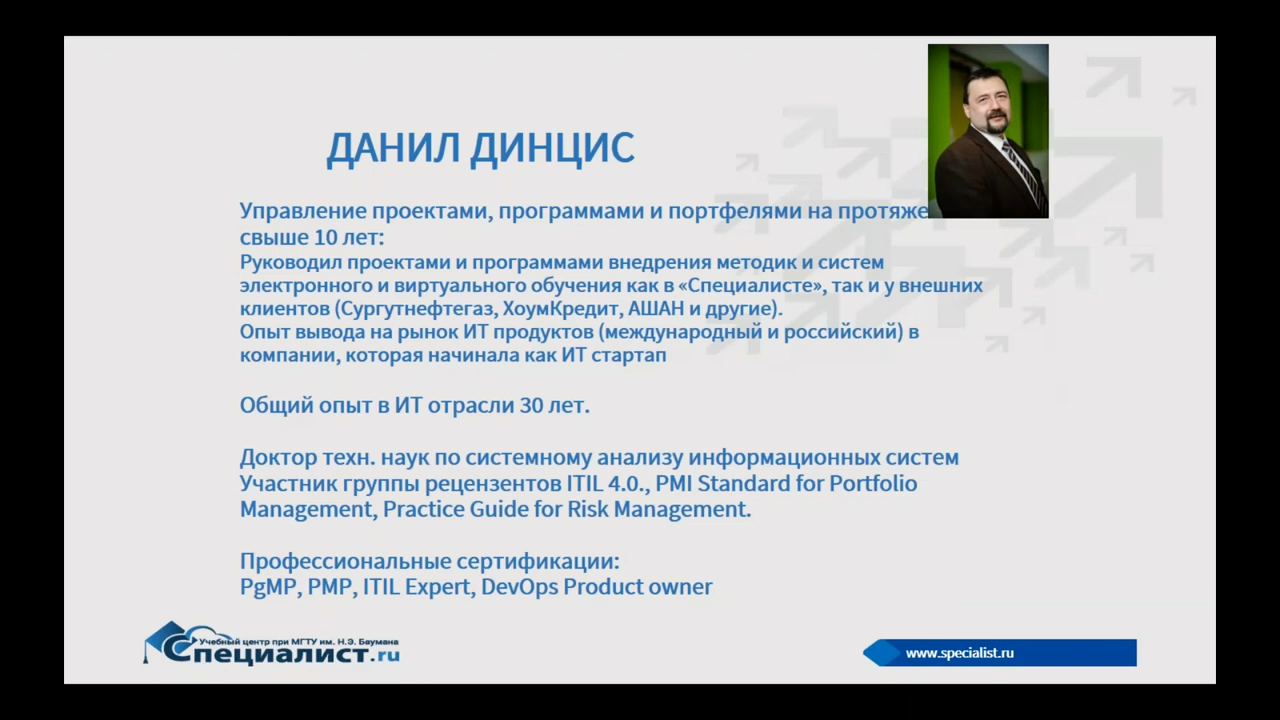 ДАНИЛ ДИНЦИС
Управление проектами, программами и портфелями на
свыше 10 лет:
Руководил проектами и программами внедрения методик и систем
электронного и виртуального обучения как в «Специалисте», так и у внешних
клиентов (Сургутнефтегаз, ХоумКредит, АШАН и другие).
Опыт вывода на рынок ИТ продуктов (международный и российский) в
компании, которая начинала как ИТ стартап
Общий опыт в ИТ отрасли 30 лет.
Доктор техн. наук по системному анализу информационных систем
Участник группы рецензентов ITIL 4.0., PMI Standard for Portfolio
Management, Practice Guide for Risk Management.
Профессиональные сертификации:
PgMP, PMP, ITIL Expert, DevOps Product owner
Учебный центр при МГТУ им. Н.Э. Баумана
Специалист.ru
www.specialist.ru